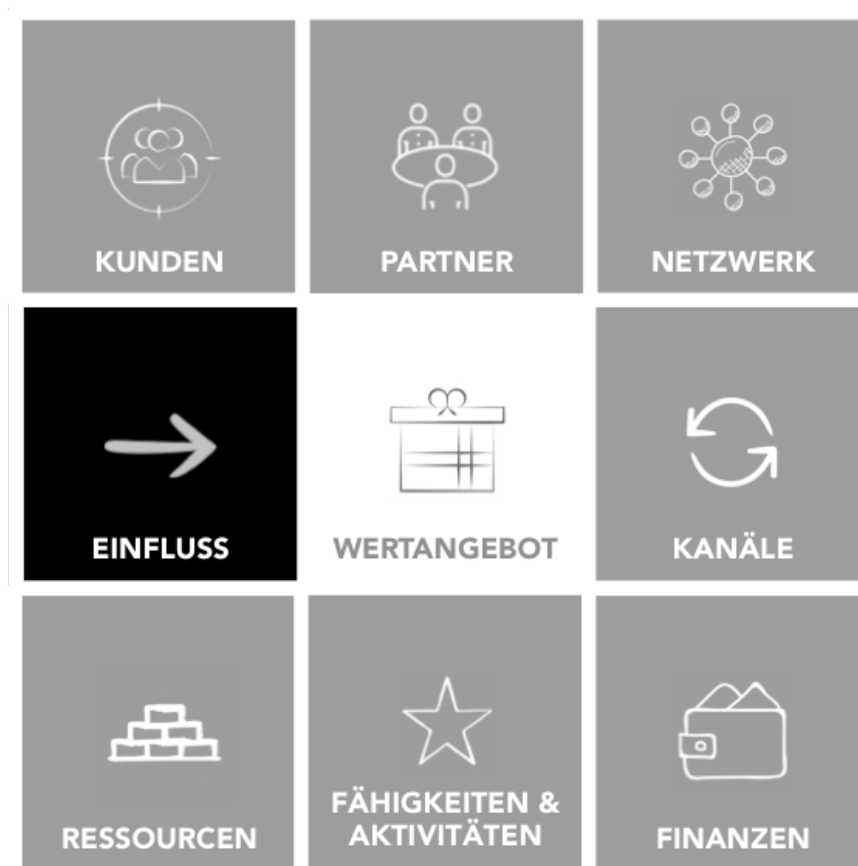 KUNDEN
PARTNER
NETZWERK
EINFLUSS
WERTANGEBOT
KANÄLE
RESSOURCEN
FÄHIGKEITEN &
AKTIVITÄTEN
FINANZEN